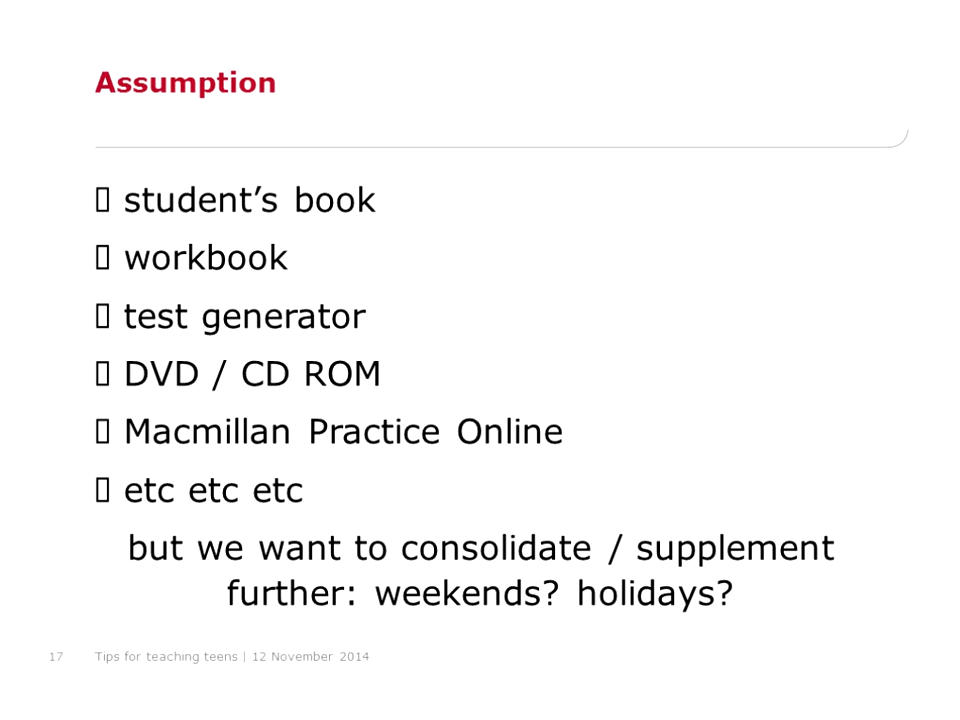 Assumption
▯ student’s book
▯ workbook
▯ test generator
▯ DVD / CD ROM
▯ Macmillan Practice Online
▯ etc etc etc
but we want to consolidate / supplement
further: weekends? holidays?
17 Tips for teaching teens | 12 November 2014